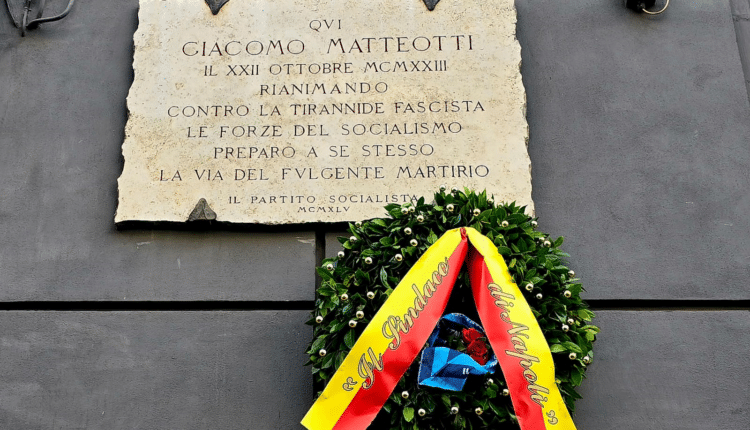 QVI
GIACOMO MATTEOTTI
IL XXII OTTOBRE MCMXXIII
RIANIMANDO
CONTRO LA TIRANNIDE FASCISTA
LE FORZE DEL SOCIALISMO
PREPARÒ A SE STESSO
LA VIA DEL FVLGENTE MARTIRIO
IL PARTITO SOCIALISTA
MCMXLV
"Il Sindaco
di Napoli"